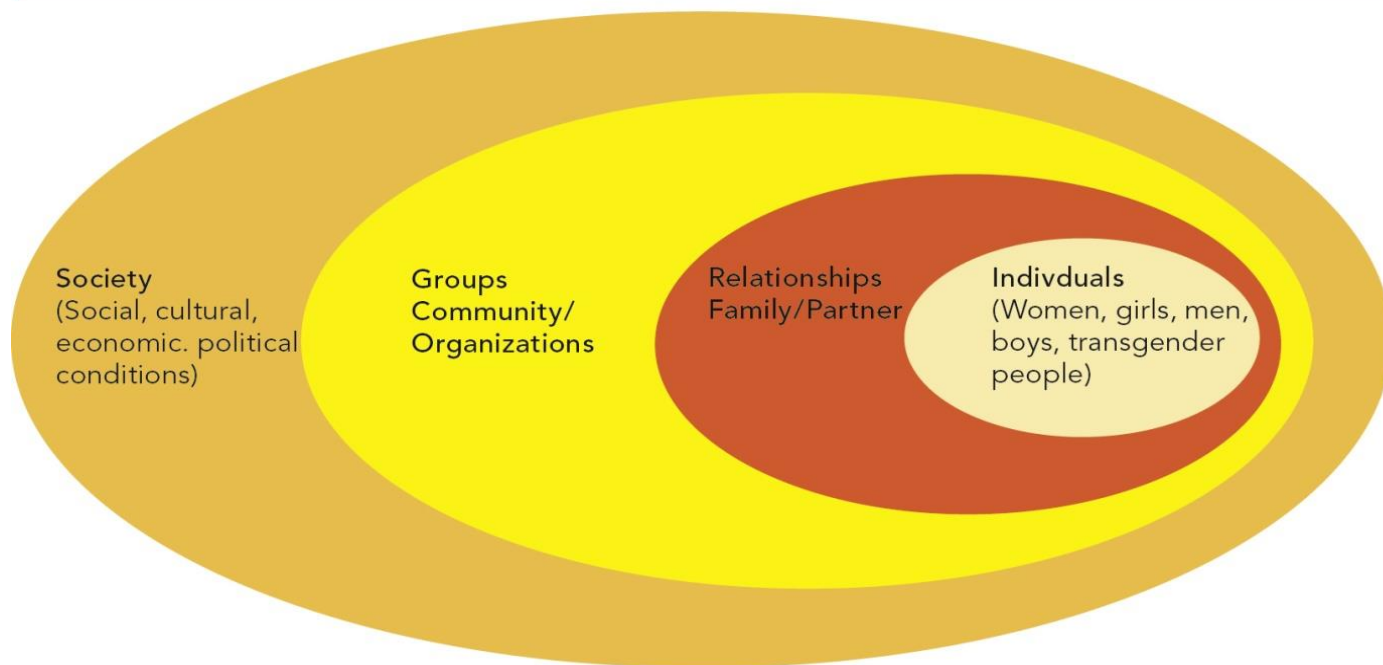 Society
(Social, cultural,
economic. political
conditions)
Groups
Community/
Organizations
Relationships
Family/Partner
Indivduals
(Women, girls, men,
boys, transgender
people)